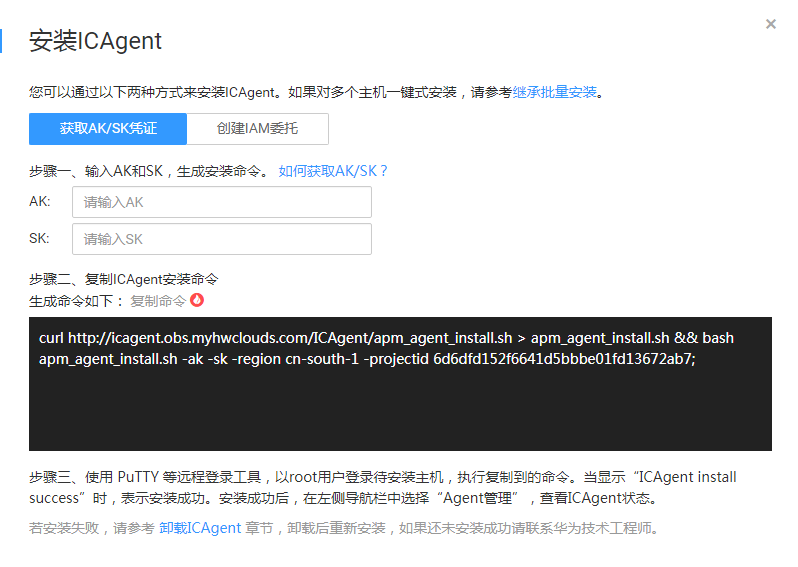 安装ICAgent
×
您可以通过以下两种方式来安装ICAgent。如果对多个主机一键式安装，请参考继承批量安装。
获取AK/SK凭证 创建IAM委托
步骤一、输入AK和SK，生成安装命令。 如何获取AK/SK？
AK: 请输入AK
SK: 请输入SK
步骤二、复制ICAgent安装命令
生成命令如下： 复制命令
curl http://icagent.obs.myhwclouds.com/ICAgent/apm_agent_install.sh > apm_agent_install.sh && bash
apm_agent_install.sh -ak -sk -region cn-south-1 -projectid 6d6dfd152f6641d5bbbe01fd13672ab7;
步骤三、使用 PuTTY 等远程登录工具，以root用户登录待安装主机，执行复制到的命令。当显示“ICAgent install
success”时，表示安装成功。安装成功后，在左侧导航栏中选择“Agent管理”，查看ICAgent状态。
若安装失败，请参考 卸载ICAgent 章节，卸载后重新安装，如果还未安装成功请联系华为技术工程师。